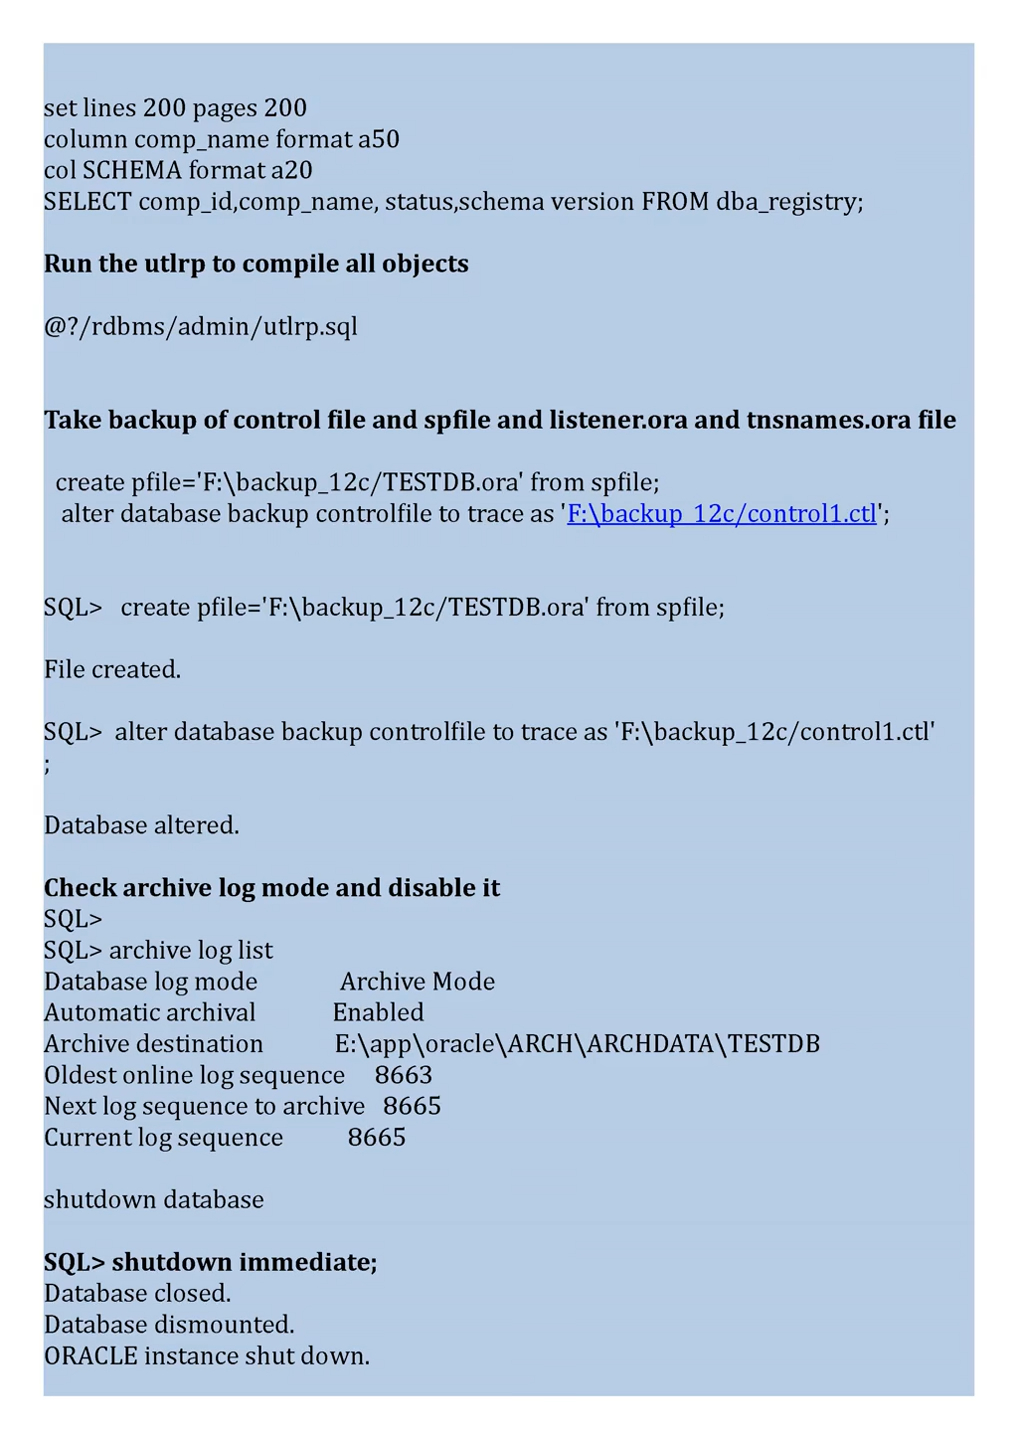 set lines 200 pages 200
column comp_name format a50
col SCHEMA format a20
SELECT comp_id,comp_name, status,schema version FROM dba_registry;
Run the utlrp to compile all objects
@?/rdbms/admin/utlrp.sql
Take backup of control file and spfile and listener.ora and tnsnames.ora file
create pfile='F:\backup_12c/TESTDB.ora' from spfile;
alter database backup controlfile to trace as 'F:\backup_12c/control1.ctl';
SQL>   create pfile='F:\backup_12c/TESTDB.ora' from spfile;
File created.
SQL>  alter database backup controlfile to trace as 'F:\backup_12c/control1.ctl'
;
Database altered.
Check archive log mode and disable it
SQL>
SQL> archive log list
Database log mode              Archive Mode
Automatic archival             Enabled
Archive destination            E:\app\oracle\ARCH\ARCHDATA\TESTDB
Oldest online log sequence     8663
Next log sequence to archive   8665
Current log sequence           8665
shutdown database
SQL> shutdown immediate;
Database closed.
Database dismounted.
ORACLE instance shut down.